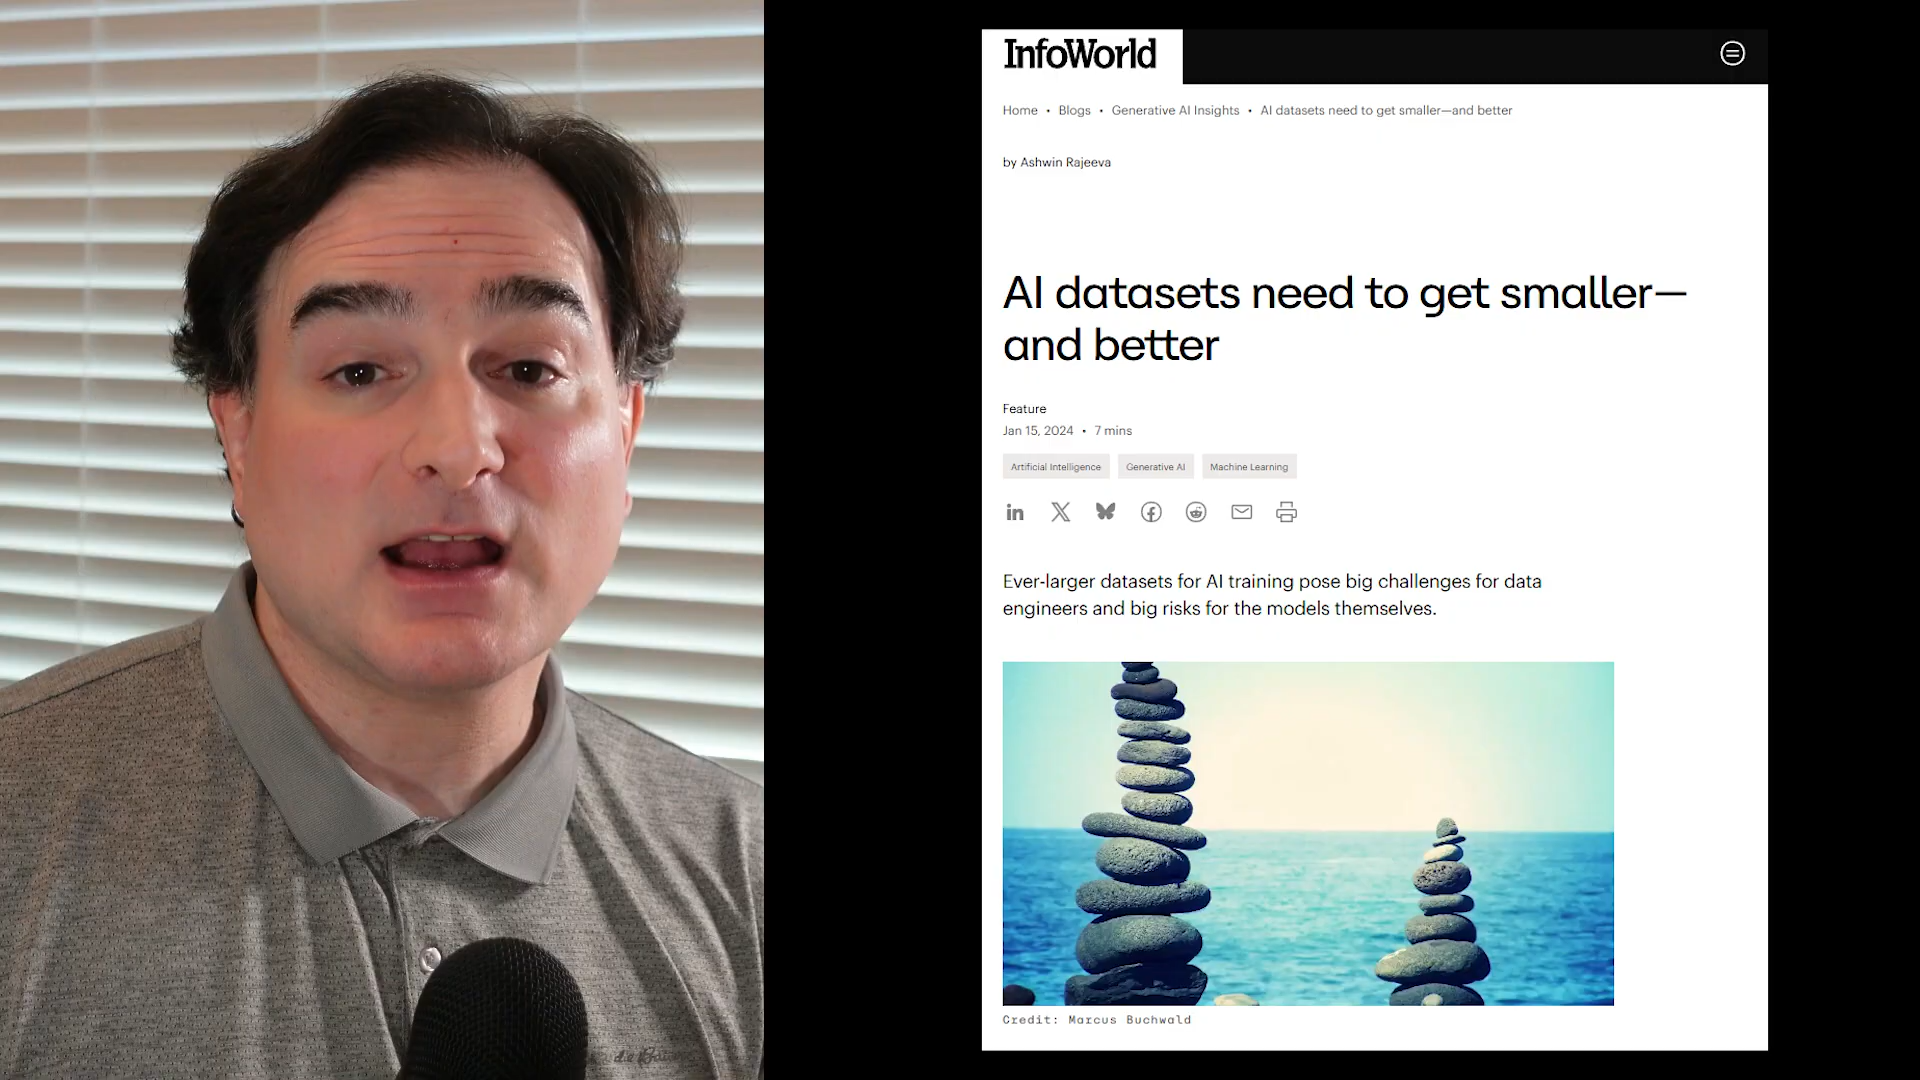 InfoWorld
Home • Blogs • Generative AI Insights • AI datasets need to get smaller—and better
by Ashwin Rajeeva
AI datasets need to get smaller—
and better
Feature
Jan 15, 2024 • 7 mins
Artificial Intelligence
Generative AI
Machine Learning
in
Ever-larger datasets for AI training pose big challenges for data
engineers and big risks for the models themselves.
Credit: Marcus Buchwald